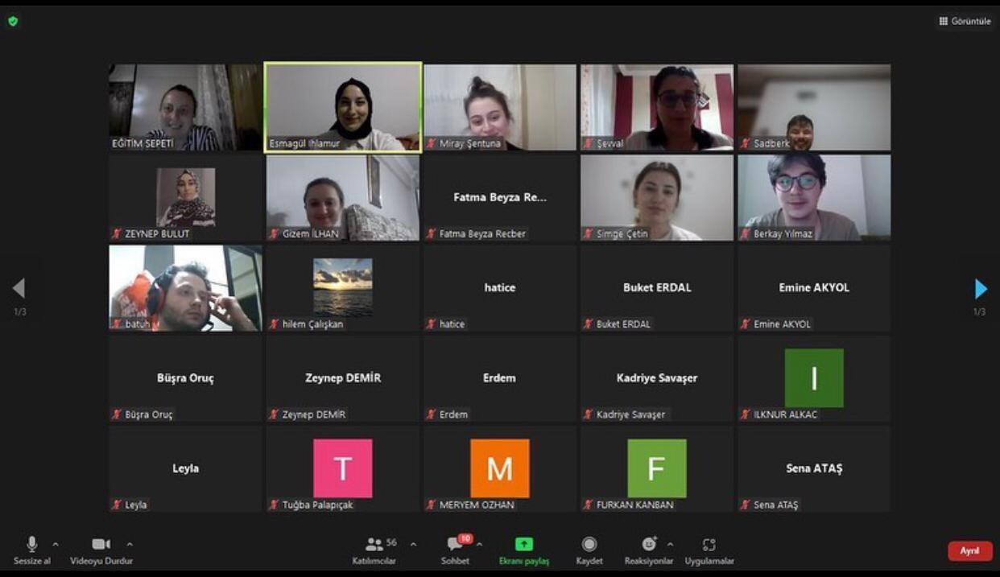 Görüntüle
EĞİTİM SEPETİ
Esmagül Ihlamur
Miray Şentuna
Şevval
Sadberk
ZEYNEP BULUT
Gizem İLHAN
Fatma Beyza Re...
Fatma Beyza Recber
Simge Çetin
Berkay Yılmaz
batuh
hilem Çalışkan
hatice
hatice
Buket ERDAL
Buket ERDAL
Emine AKYOL
Emine AKYOL
Büşra Oruç
Büşra Oruç
Zeynep DEMİR
Zeynep DEMİR
Erdem
Erdem
Kadriye Savaşer
Kadriye Savaşer
I
ILKNUR ALKAC
Leyla
Leyla
T
Tuğba Palapıçak
M
MERYEM OZHAN
F
FURKAN KANBAN
Sena ATAŞ
Sena ATAŞ
1/3
1/3
Sessize al
Videoyu Durdur
56
Katılımcılar
10
Sohbet
Ekranı paylaş
Kaydet
Reaksiyonlar
Uygulamalar
Ayrıl